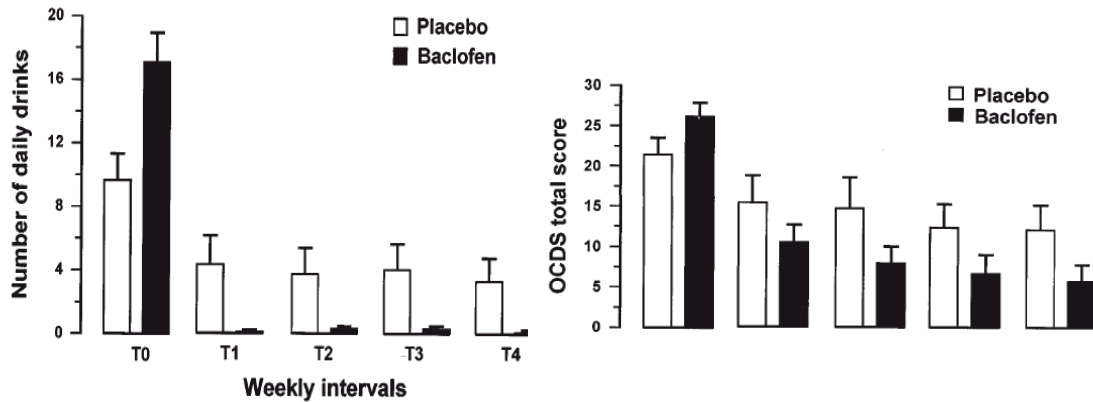 Number of daily drinks
20
16
12
8
4
0
Placebo
Baclofen
T0 T1 T2 T3 T4
Weekly intervals
OCDS total score
30
25
20
15
10
5
0
Placebo
Baclofen